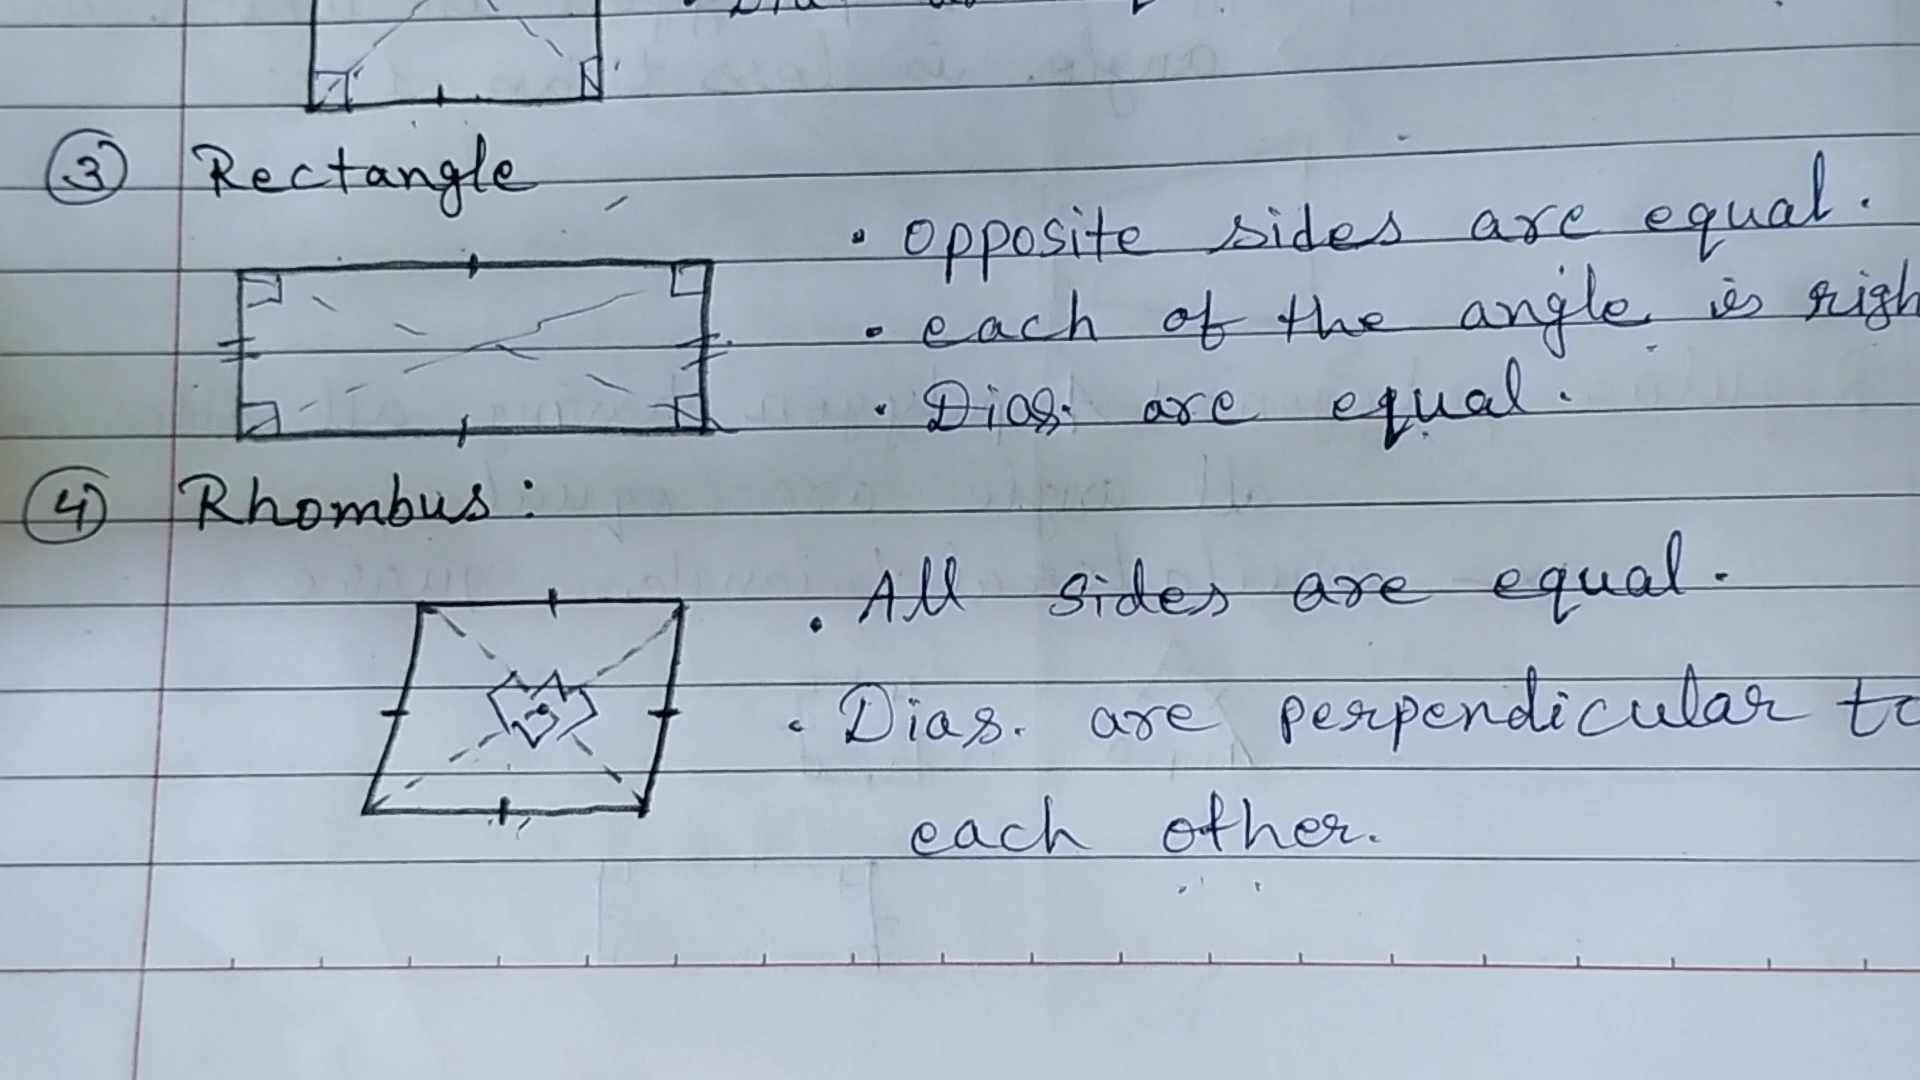 ③ Rectangle
• opposite sides are equal.
• each of the angle is righ
• Dias. are equal.
④ Rhombus:
• All sides are equal.
• Dias. are perpendicular to
each other.